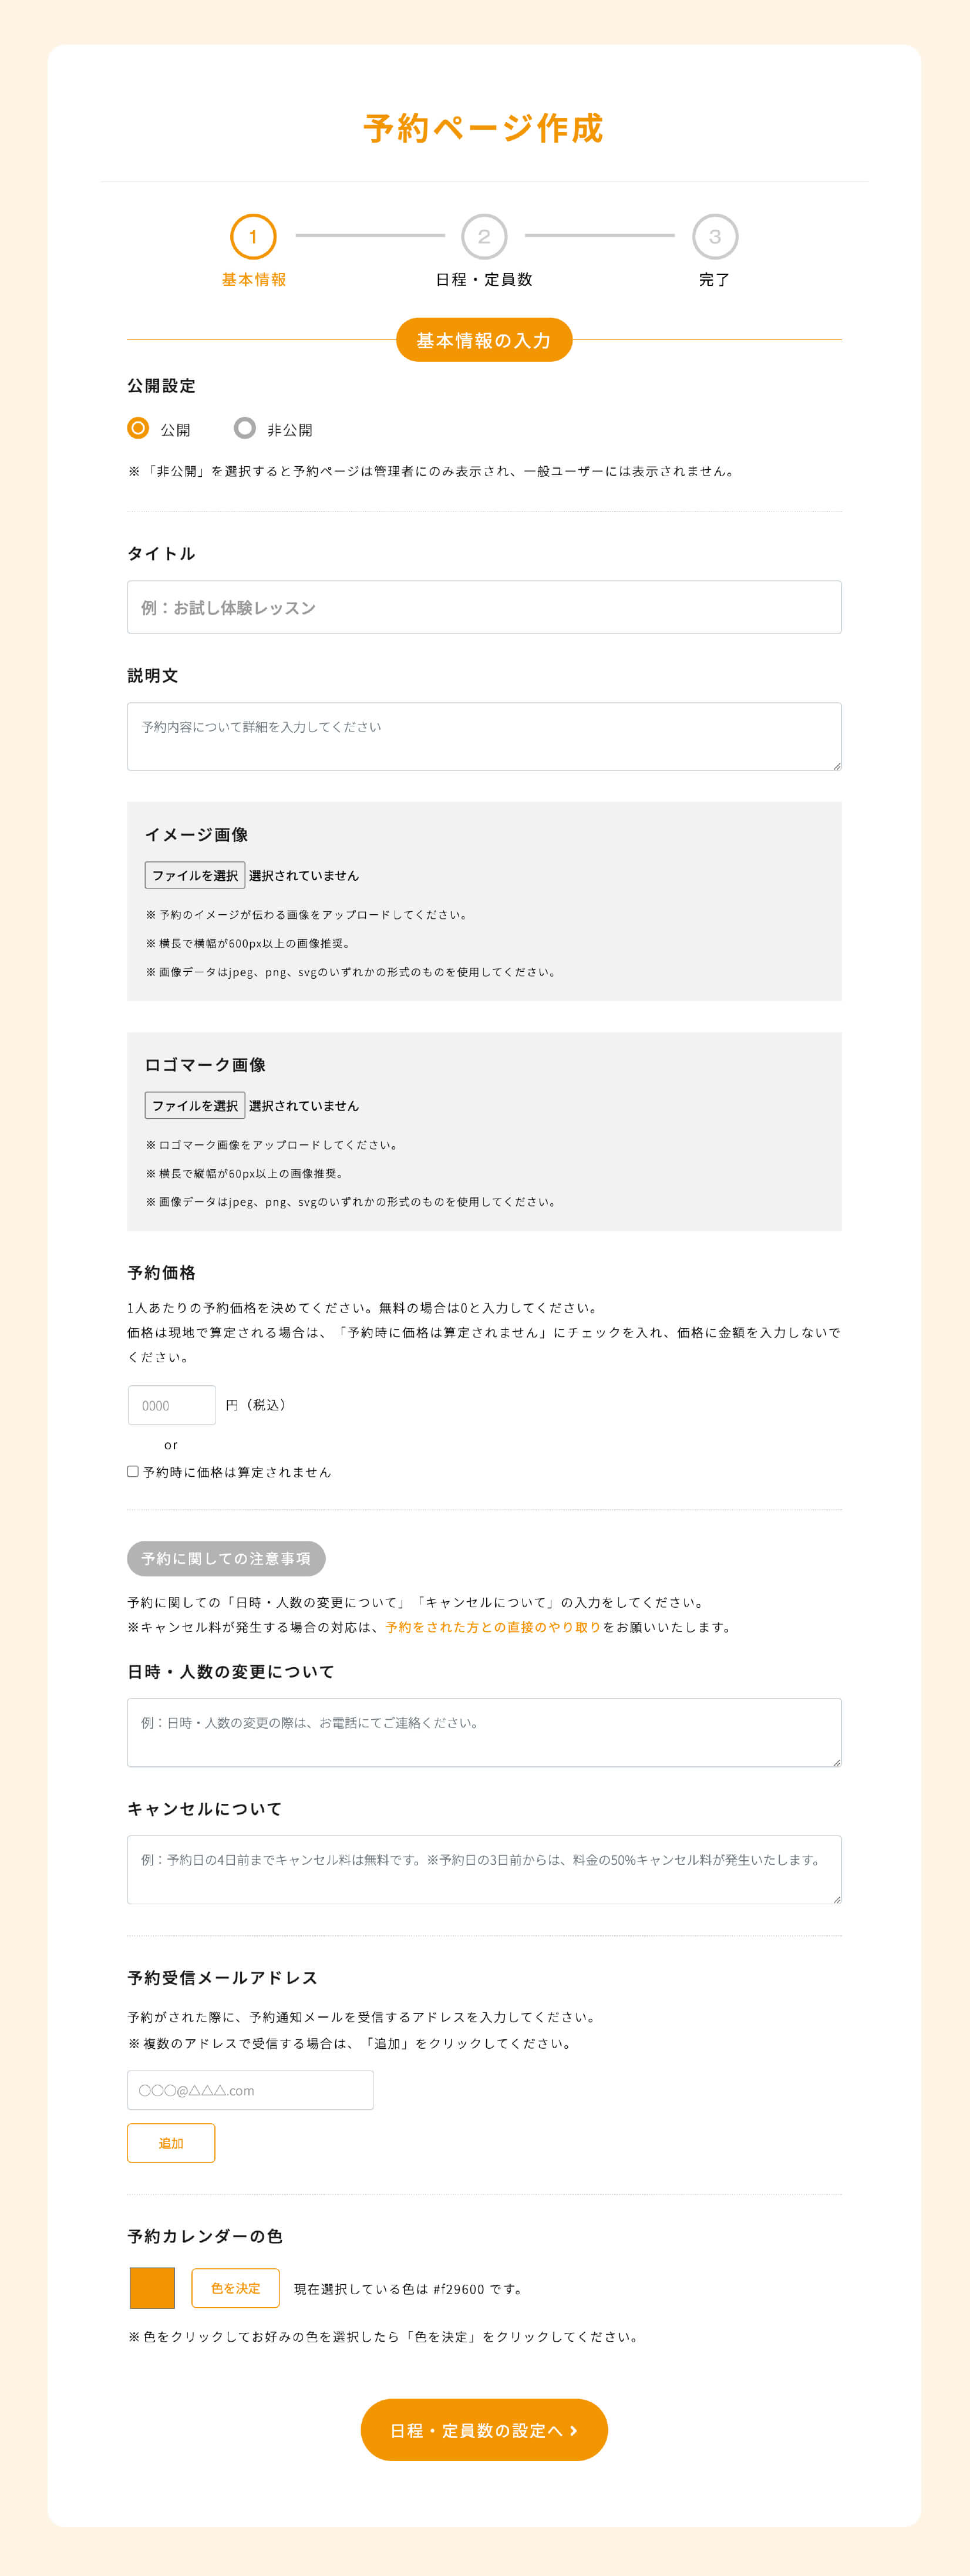 予約ページ作成
1
2
3
基本情報
日程・定員数
完了
基本情報の入力
公開設定
公開
非公開
※「非公開」を選択すると予約ページは管理者にのみ表示され、一般ユーザーには表示されません。
タイトル
例：お試し体験レッスン
説明文
予約内容について詳細を入力してください
イメージ画像
ファイルを選択 選択されていません
※予約のイメージが伝わる画像をアップロードしてください。
※横長で横幅が600px以上の画像推奨。
※画像データはjpeg、png、svgのいずれかの形式のものを使用してください。
ロゴマーク画像
ファイルを選択 選択されていません
※ロゴマーク画像をアップロードしてください。
※横長で縦幅が60px以上の画像推奨。
※画像データはjpeg、png、svgのいずれかの形式のものを使用してください。
予約価格
1人あたりの予約価格を決めてください。無料の場合は0と入力してください。
価格は現地で算定される場合は、「予約時に価格は算定されません」にチェックを入れ、価格に金額を入力しないで
ください。
0000 円（税込）
or
予約時に価格は算定されません
予約に関しての注意事項
予約に関しての「日時・人数の変更について」「キャンセルについて」の入力をしてください。
※キャンセル料が発生する場合の対応は、予約をされた方との直接のやり取りをお願いいたします。
日時・人数の変更について
例：日時・人数の変更の際は、お電話にてご連絡ください。
キャンセルについて
例：予約日の4日前までキャンセル料は無料です。※予約日の3日前からは、料金の50%キャンセル料が発生いたします。
予約受信メールアドレス
予約がされた際に、予約通知メールを受信するアドレスを入力してください。
※複数のアドレスで受信する場合は、「追加」をクリックしてください。
〇〇〇@△△△.com
追加
予約カレンダーの色
色を決定 現在選択している色は #f29600 です。
※色をクリックしてお好みの色を選択したら「色を決定」をクリックしてください。
日程・定員数の設定へ